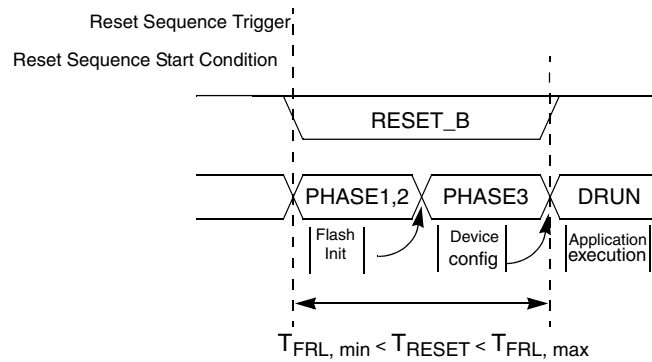 Reset Sequence Trigger
Reset Sequence Start Condition
RESET_B
PHASE1,2 PHASE3 DRUN
Flash Init
Device config
Application execution
TFRL, min < TRESET < TFRL, max